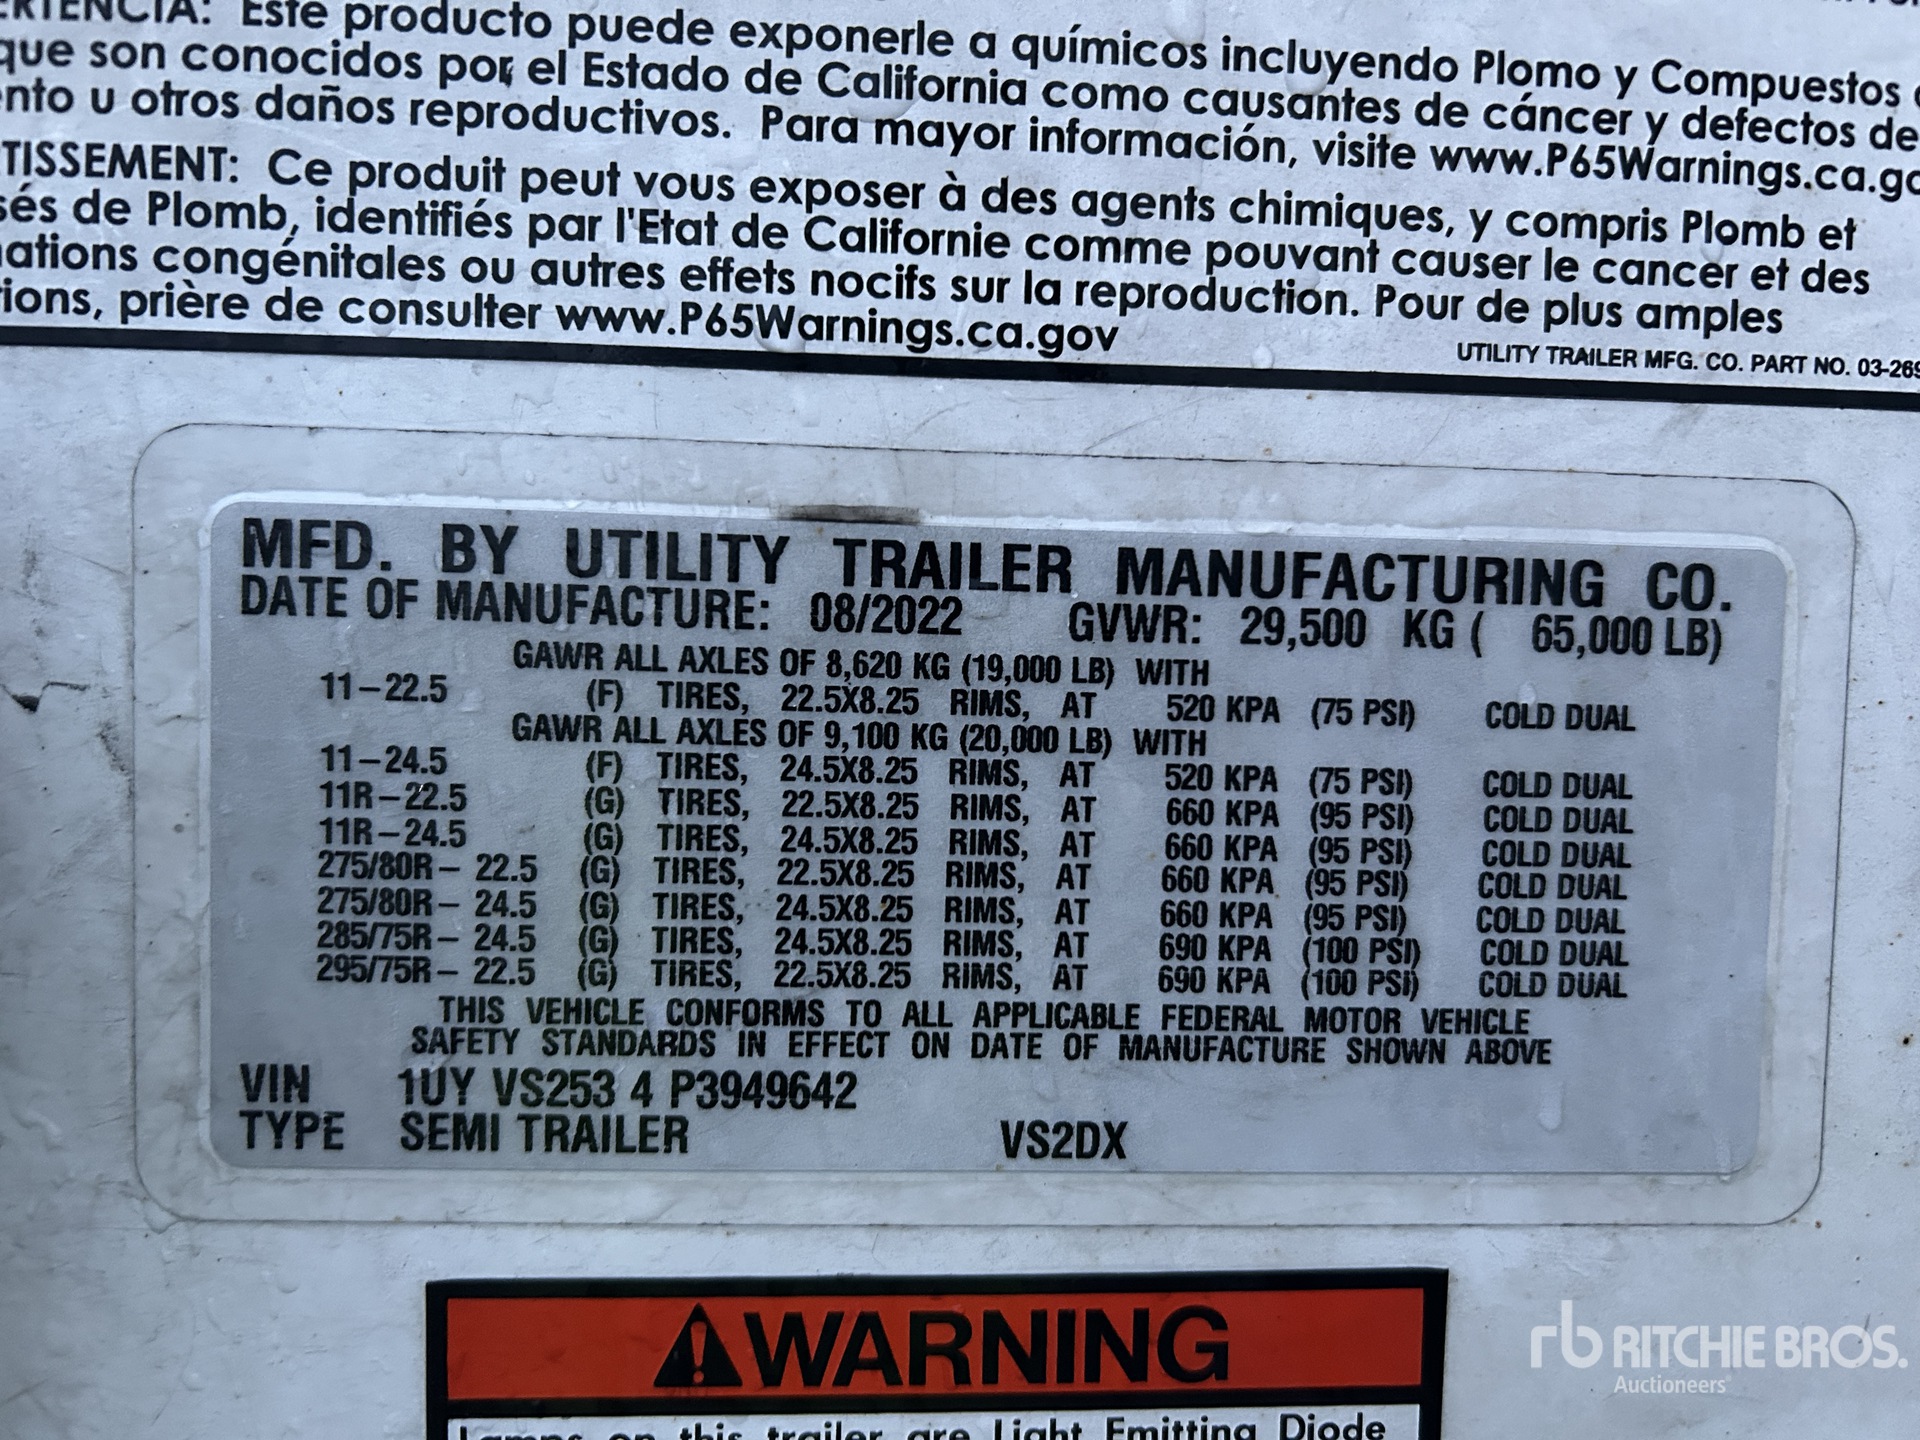 Este producto puede exponerle a químicos incluyendo Plomo y Compuestos
que son conocidos por el Estado de California como causantes de cáncer y defectos de
u otros daños reproductivos. Para mayor información, visite www.P65Warnings.ca.go
TISSEMENT: Ce produit peut vous exposer à des agents chimiques, y compris Plomb et
sés de Plomb, identifiés par l'Etat de Californie comme pouvant causer le cancer et des
ations congénitales ou autres effets nocifs sur la reproduction. Pour de plus amples
ions, prière de consulter www.P65Warnings.ca.gov
UTILITY TRAILER MFG. CO. PART NO. 03-269
MFD. BY UTILITY TRAILER MANUFACTURING CO.
DATE OF MANUFACTURE: 08/2022 GVWR: 29,500 KG ( 65,000 LB)
GAWR ALL AXLES OF 8,620 KG (19,000 LB) WITH
11-22.5 (F) TIRES, 22.5X8.25 RIMS, AT 520 KPA (75 PSI) COLD DUAL
GAWR ALL AXLES OF 9,100 KG (20,000 LB) WITH
11-24.5 (F) TIRES, 24.5X8.25 RIMS, AT 520 KPA (75 PSI) COLD DUAL
11R-22.5 (G) TIRES, 22.5X8.25 RIMS, AT 660 KPA (95 PSI) COLD DUAL
11R-24.5 (G) TIRES, 24.5X8.25 RIMS, AT 660 KPA (95 PSI) COLD DUAL
275/80R- 22.5 (G) TIRES, 22.5X8.25 RIMS, AT 660 KPA (95 PSI) COLD DUAL
275/80R- 24.5 (G) TIRES, 24.5X8.25 RIMS, AT 660 KPA (95 PSI) COLD DUAL
285/75R- 24.5 (G) TIRES, 24.5X8.25 RIMS, AT 690 KPA (100 PSI) COLD DUAL
295/75R- 22.5 (G) TIRES, 22.5X8.25 RIMS, AT 690 KPA (100 PSI) COLD DUAL
THIS VEHICLE CONFORMS TO ALL APPLICABLE FEDERAL MOTOR VEHICLE
SAFETY STANDARDS IN EFFECT ON DATE OF MANUFACTURE SHOWN ABOVE
VIN 1UY VS253 4 P3949642
TYPE SEMI TRAILER VS2DX
WARNING
Lamps on this trailer are Light Emitting Diode
rb RITCHIE BROS.
Auctioneers